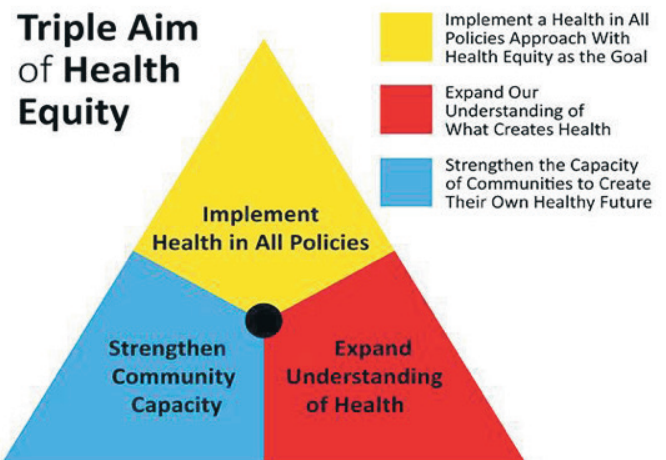 Triple Aim
of Health
Equity
Implement a Health in All
Policies Approach With
Health Equity as the Goal
Expand Our
Understanding of
What Creates Health
Strengthen the Capacity
of Communities to Create
Their Own Healthy Future
Implement
Health in All Policies
Strengthen
Community
Capacity
Expand
Understanding
of Health